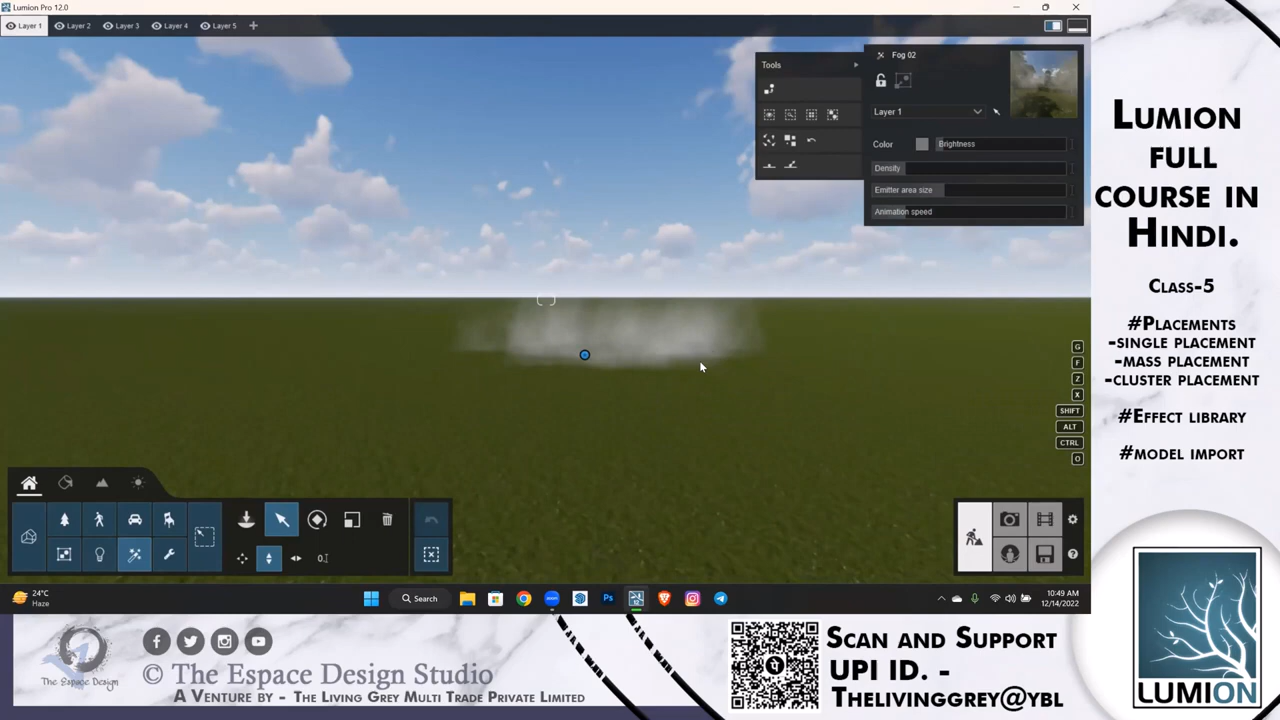 Lumion Pro 12.0
Layer 1
Layer 2
Layer 3
Layer 4
Layer 5
Tools
Fog 02
Layer 1
Color
Brightness
Density
Emitter area size
Animation speed
G
F
Z
X
SHIFT
ALT
CTRL
O
24°C
Haze
Search
Ps
10:49 AM
12/14/2022
Lumion
full
course in
Hindi.
Class-5
#Placements
-single placement
-mass placement
-cluster placement
#Effect library
#model import
The Espace Design
© The Espace Design Studio
A Venture by - The Living Grey Multi Trade Private Limited
Scan and Support
UPI ID. -
Thelivinggrey@ybl
LUMION